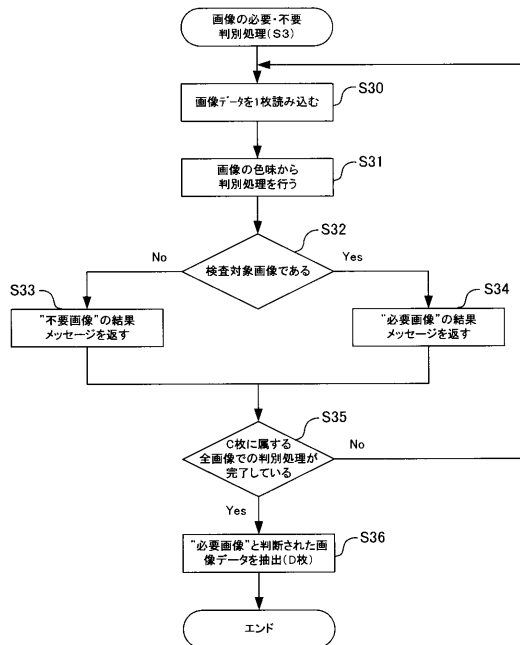 画像の必要・不要
判別処理(S3)
画像データを1枚読み込む
S30
画像の色味から
判別処理を行う
S31
検査対象画像である
S32
No
Yes
S33
"不要画像"の結果
メッセージを返す
S34
"必要画像"の結果
メッセージを返す
C枚に属する
全画像での判別処理が
完了している
S35
No
Yes
"必要画像"と判断された画
像データを抽出(D枚)
S36
エンド